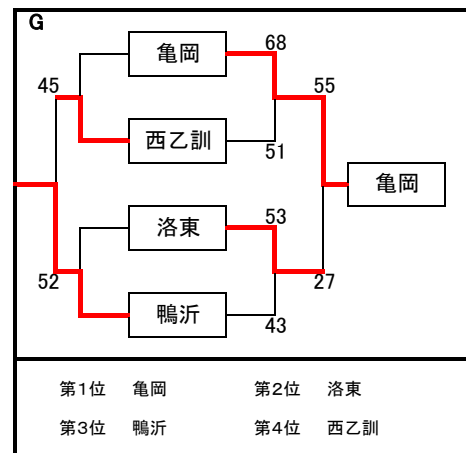 G
亀岡
68
45
55
西乙訓
51
亀岡
洛東
53
52
27
鴨沂
43
第1位 亀岡 第2位 洛東
第3位 鴨沂 第4位 西乙訓